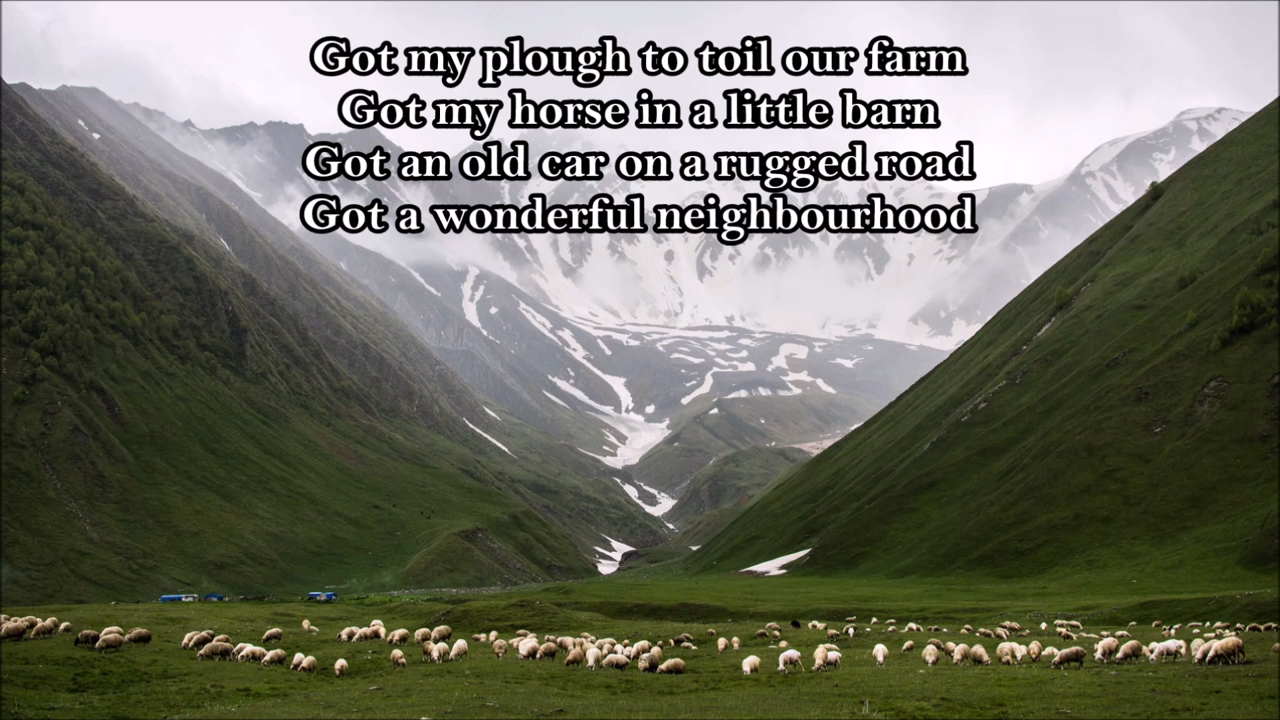 Got my plough to toil our farm
Got my horse in a little barn
Got an old car on a rugged road
Got a wonderful neighbourhood